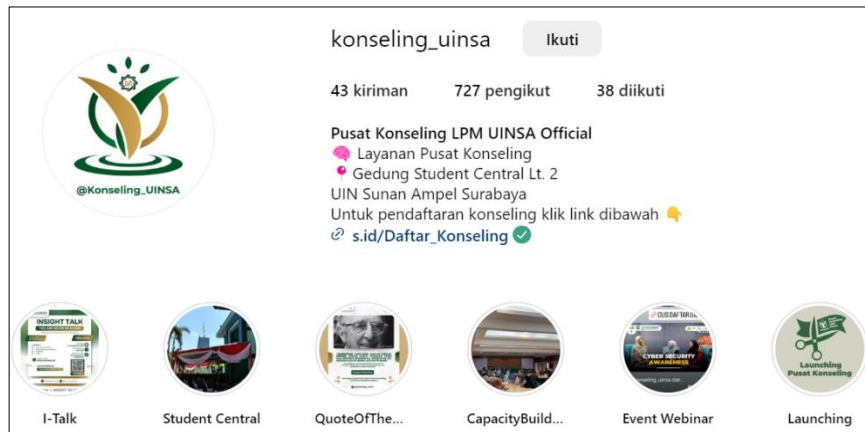 konseling_uinsa Ikuti
43 kiriman 727 pengikut 38 diikuti
@Konseling_UINSA
Pusat Konseling LPM UINSA Official
🧠 Layanan Pusat Konseling
📍 Gedung Student Central Lt. 2
UIN Sunan Ampel Surabaya
Untuk pendaftaran konseling klik link dibawah 👇
s.id/Daftar_Konseling ✅
INSIGHT TALK
CYBER SECURITY
AWARENESS
Launching
Pusat Konseling
I-Talk Student Central QuoteOfThe... CapacityBuild... Event Webinar Launching